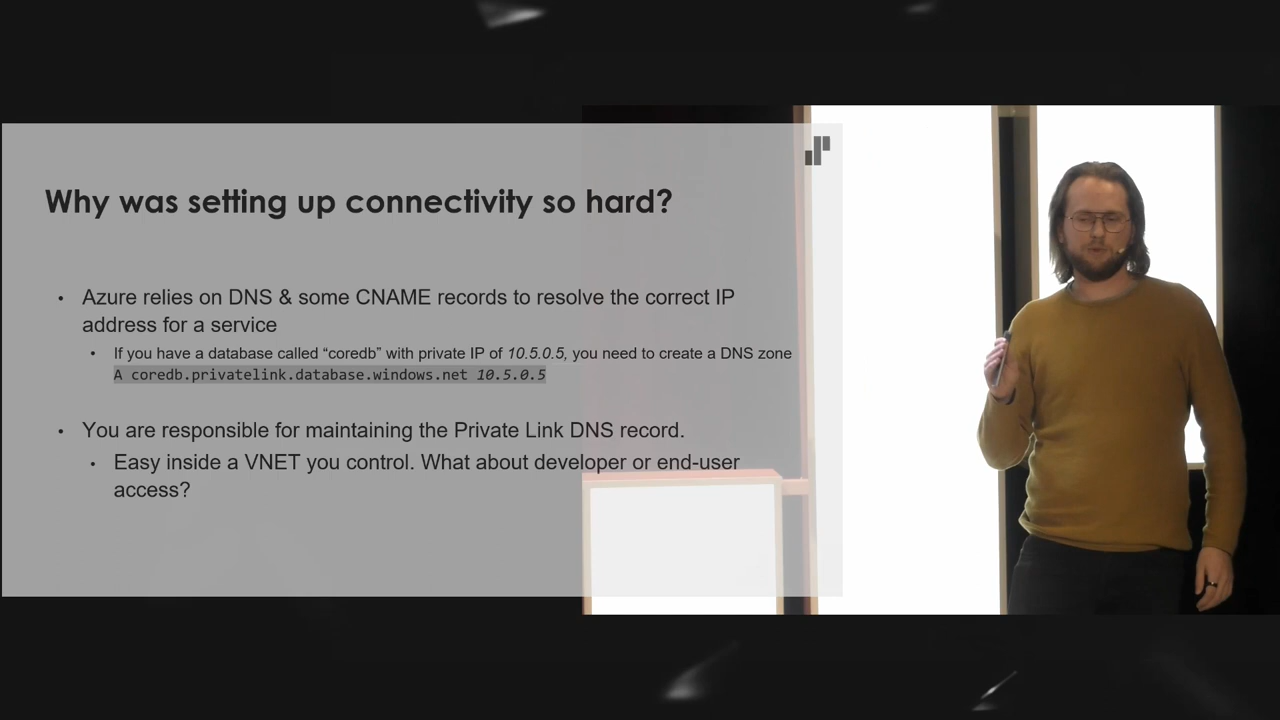 Why was setting up connectivity so hard?
• Azure relies on DNS & some CNAME records to resolve the correct IP
address for a service
• If you have a database called “coredb” with private IP of 10.5.0.5, you need to create a DNS zone
A coredb.privatelink.database.windows.net 10.5.0.5
• You are responsible for maintaining the Private Link DNS record.
• Easy inside a VNET you control. What about developer or end-user
access?